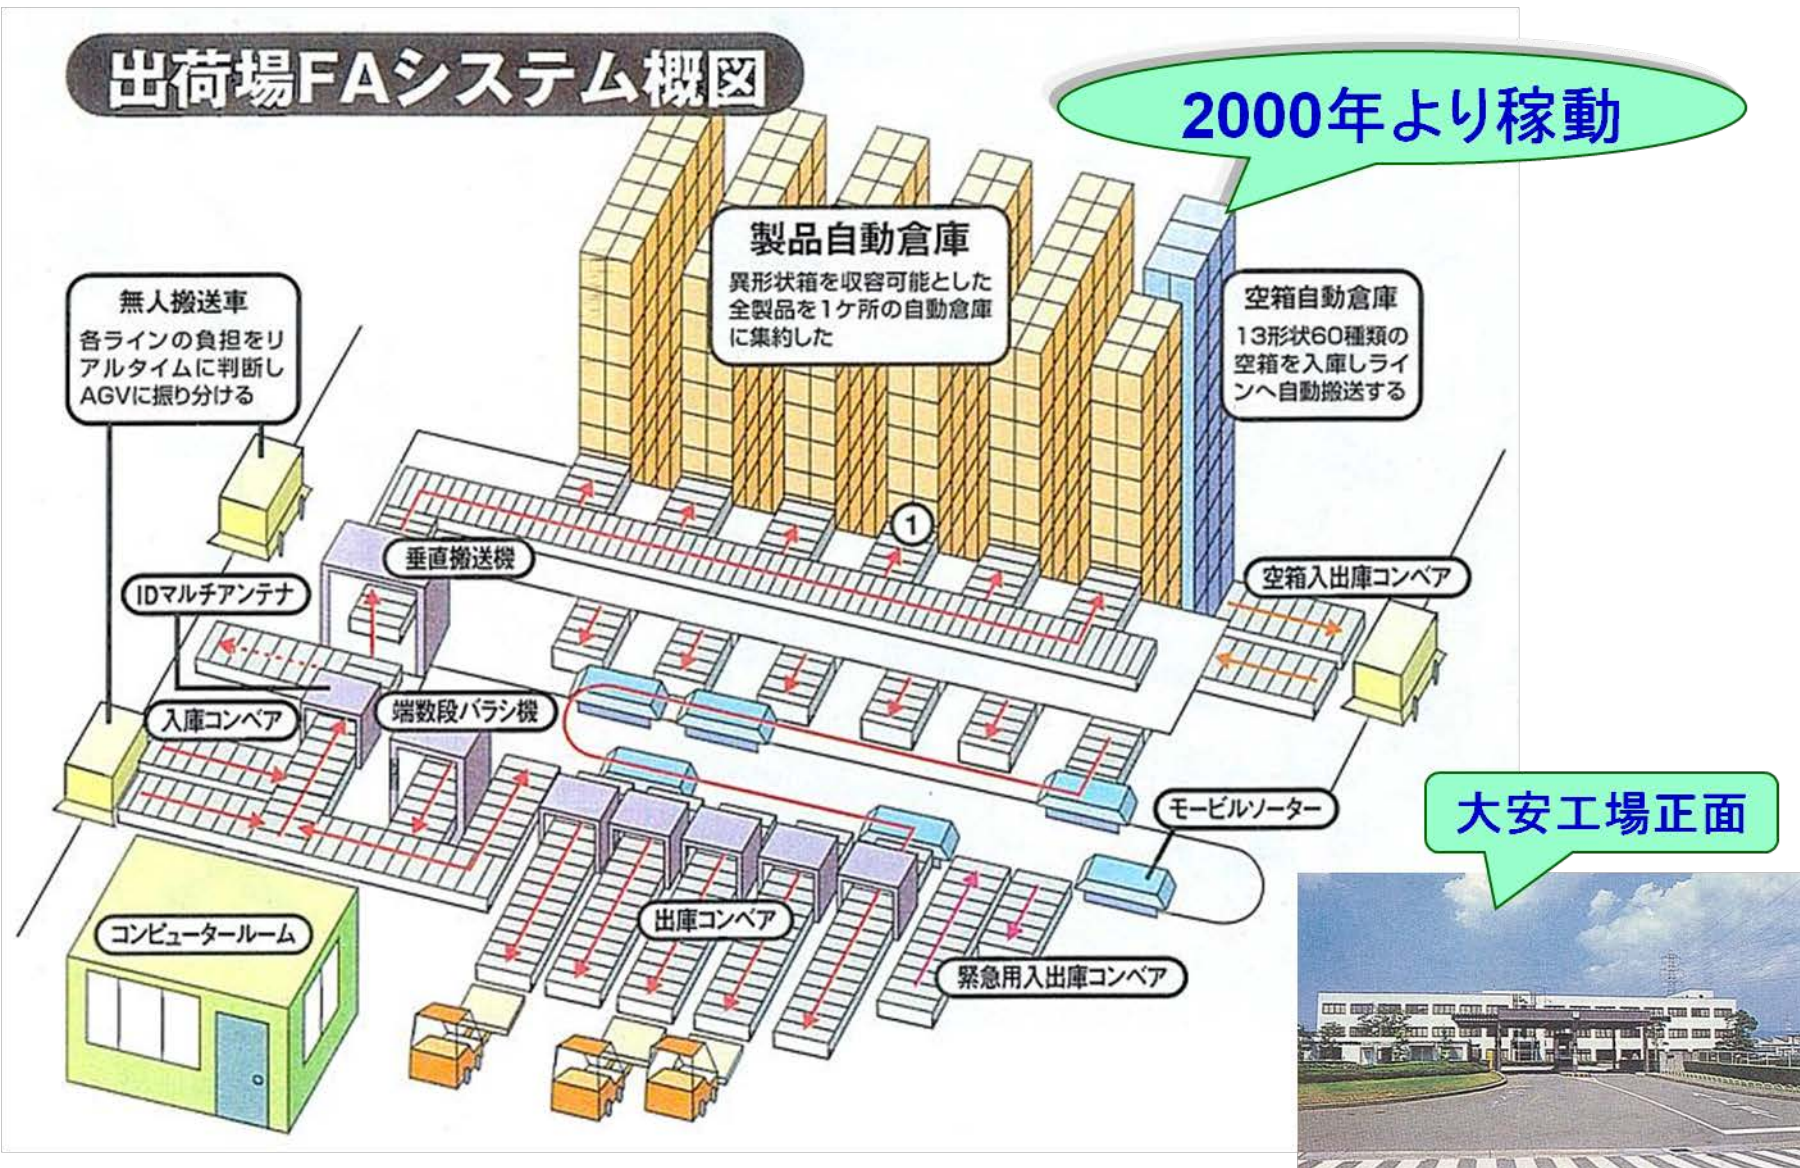 出荷場FAシステム概図
2000年より稼動
製品自動倉庫
異形状箱を収容可能とした
全製品を1ケ所の自動倉庫
に集約した
空箱自動倉庫
13形状60種類の
空箱を入庫しライ
ンへ自動搬送する
無人搬送車
各ラインの負担をリ
アルタイムに判断し
AGVに振り分ける
1
垂直搬送機
空箱入出庫コンベア
IDマルチアンテナ
入庫コンベア
端数段バラシ機
モービルソーター
大安工場正面
コンピュータールーム
出庫コンベア
緊急用入出庫コンベア